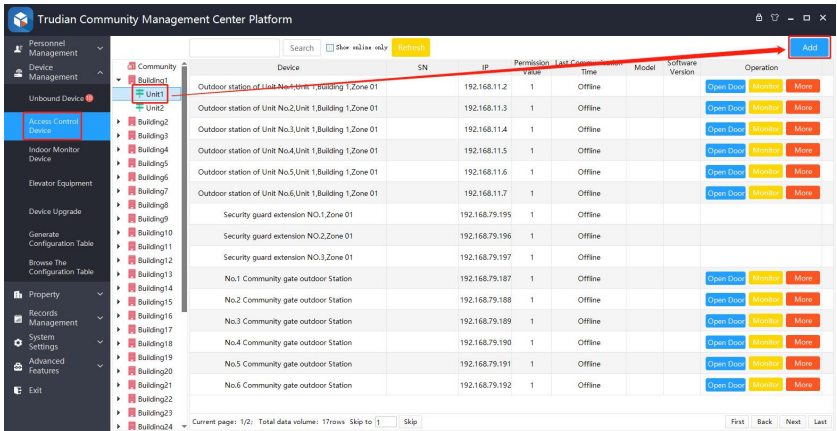 Trudian Community Management Center Platform
Personnel
Management
Device
Management
Unbound Device
Access Control
Device
Indoor Monitor
Device
Elevator Equipment
Device Upgrade
Generate
Configuration Table
Browse The
Configuration Table
Property
Records
Management
System
Settings
Advanced
Features
Exit
Community
Building1
Unit1
Unit2
Building2
Building3
Building4
Building5
Building6
Building7
Building8
Building9
Building10
Building11
Building12
Building13
Building14
Building15
Building16
Building17
Building18
Building19
Building20
Building21
Building22
Building23
Building24
Search Show online only Refresh Add
Device SN IP Permission Value Last Communication Time Model Software Version Operation
Outdoor station of Unit No.1,Unit 1,Building 1,Zone 01 192.168.11.2 1 Offline Open Door Monitor More
Outdoor station of Unit No.2,Unit 1,Building 1,Zone 01 192.168.11.3 1 Offline Open Door Monitor More
Outdoor station of Unit No.3,Unit 1,Building 1,Zone 01 192.168.11.4 1 Offline Open Door Monitor More
Outdoor station of Unit No.4,Unit 1,Building 1,Zone 01 192.168.11.5 1 Offline Open Door Monitor More
Outdoor station of Unit No.5,Unit 1,Building 1,Zone 01 192.168.11.6 1 Offline Open Door Monitor More
Outdoor station of Unit No.6,Unit 1,Building 1,Zone 01 192.168.11.7 1 Offline Open Door Monitor More
Security guard extension NO.1,Zone 01 192.168.79.195 1 Offline
Security guard extension NO.2,Zone 01 192.168.79.196 1 Offline
Security guard extension NO.3,Zone 01 192.168.79.197 1 Offline
No.1 Community gate outdoor Station 192.168.79.187 1 Offline Open Door Monitor More
No.2 Community gate outdoor Station 192.168.79.188 1 Offline Open Door Monitor More
No.3 Community gate outdoor Station 192.168.79.189 1 Offline Open Door Monitor More
No.4 Community gate outdoor Station 192.168.79.190 1 Offline Open Door Monitor More
No.5 Community gate outdoor Station 192.168.79.191 1 Offline Open Door Monitor More
No.6 Community gate outdoor Station 192.168.79.192 1 Offline Open Door Monitor More
Current page: 1/2; Total data volume: 17rows Skip to 1 Skip First Back Next Last